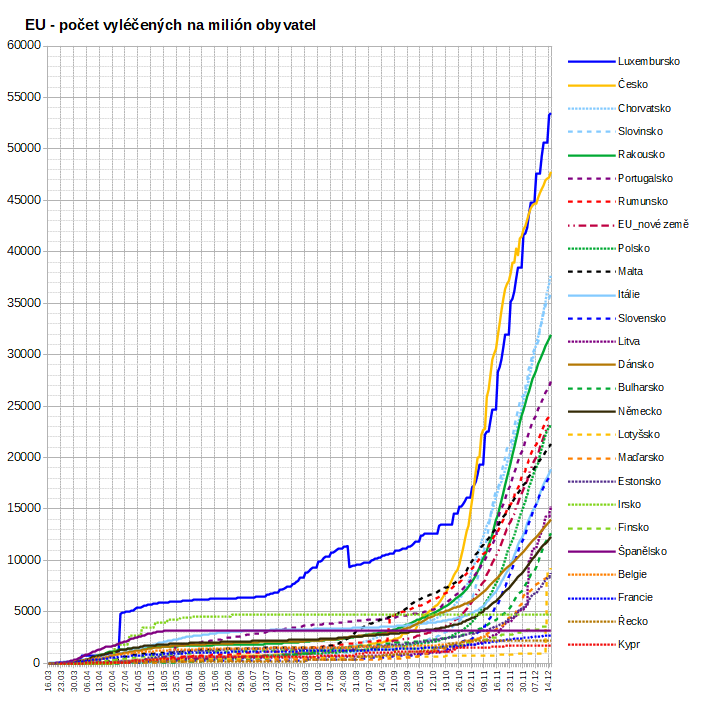 EU - počet vyléčených na milión obyvatel
60000
55000
50000
45000
40000
35000
30000
25000
20000
15000
10000
5000
0
16.03
23.03
30.03
06.04
13.04
20.04
27.04
04.05
11.05
18.05
25.05
01.06
08.06
15.06
22.06
29.06
06.07
13.07
20.07
27.07
03.08
10.08
17.08
24.08
31.08
07.09
14.09
21.09
28.09
05.10
12.10
19.10
26.10
02.11
09.11
16.11
23.11
30.11
07.12
14.12
Luxembursko
Česko
Chorvatsko
Slovinsko
Rakousko
Portugalsko
Rumunsko
EU_nové země
Polsko
Malta
Itálie
Slovensko
Litva
Dánsko
Bulharsko
Německo
Lotyšsko
Maďarsko
Estonsko
Irsko
Finsko
Španělsko
Belgie
Francie
Řecko
Kypr